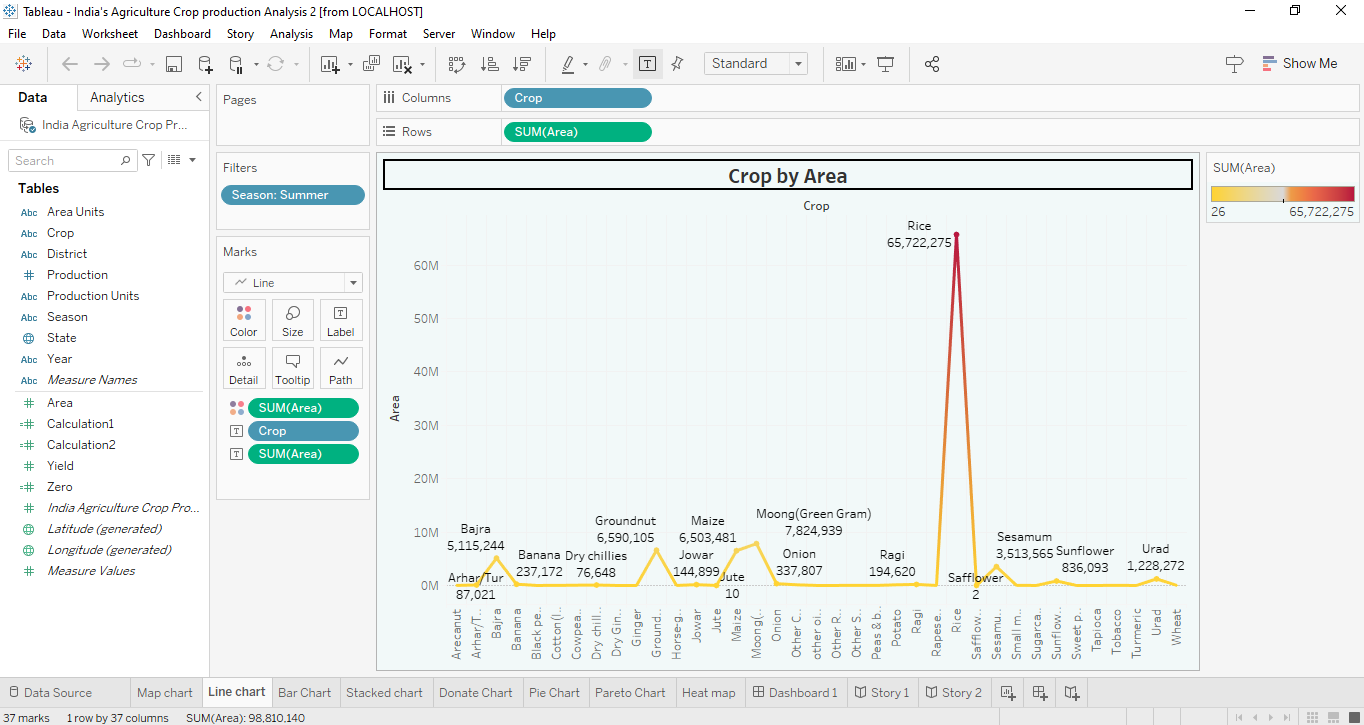 Tableau - India's Agriculture Crop production Analysis 2 [from LOCALHOST]
File Data Worksheet Dashboard Story Analysis Map Format Server Window Help
Standard
Show Me
Data Analytics
India Agriculture Crop Pr...
Search
Tables
Abc Area Units
Abc Crop
Abc District
# Production
Abc Production Units
Abc Season
State
Abc Year
Abc Measure Names
# Area
=# Calculation1
=# Calculation2
# Yield
=# Zero
# India Agriculture Crop Pro...
Latitude (generated)
Longitude (generated)
# Measure Values
Pages
Filters
Season: Summer
Marks
Line
Color Size Label
Detail Tooltip Path
SUM(Area)
Crop
SUM(Area)
Columns Crop
Rows SUM(Area)
Crop by Area
Crop
Area
60M
50M
40M
30M
20M
10M
0M
Rice
65,722,275
Bajra
5,115,244
Arhar/Tur
87,021
Banana
237,172
Dry chillies
76,648
Groundnut
6,590,105
Jowar
144,899
Maize
6,503,481
Jute
10
Moong(Green Gram)
7,824,939
Onion
337,807
Ragi
194,620
Safflower
2
Sesamum
3,513,565
Sunflower
836,093
Urad
1,228,272
Arecanut
Arhar/T..
Bajra
Banana
Black pe..
Cotton(l..
Cowpea..
Dry chill..
Dry Gin..
Ginger
Ground..
Horse-g..
Jowar
Jute
Maize
Moong(..
Onion
Other C..
other oi..
Other R..
Other S..
Peas & b..
Potato
Ragi
Rapese..
Rice
Safflow..
Sesamu..
Small m..
Sugarca..
Sunflow..
Sweet p..
Tapioca
Tobacco
Turmeric
Urad
Wheat
SUM(Area)
26 65,722,275
Data Source Map chart Line chart Bar Chart Stacked chart Donate Chart Pie Chart Pareto Chart Heat map Dashboard 1 Story 1 Story 2
37 marks 1 row by 37 columns SUM(Area): 98,810,140